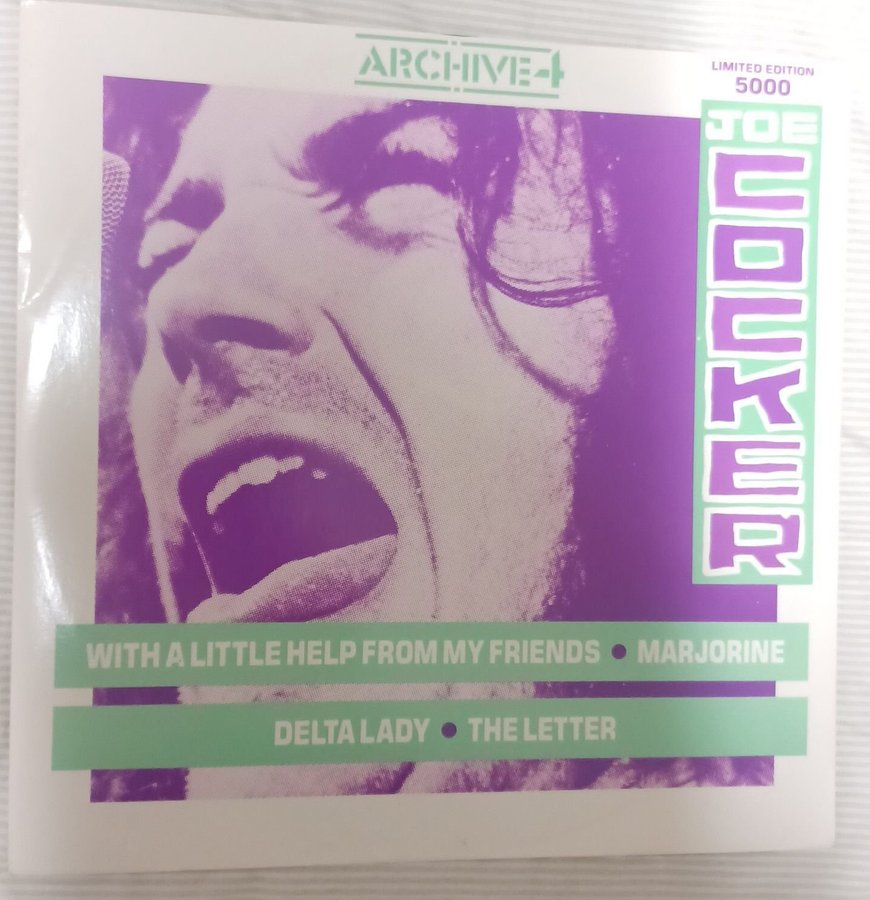 ARCHIVE 4
LIMITED EDITION
5000
JOE
COCKER
WITH A LITTLE HELP FROM MY FRIENDS • MARJORINE
DELTA LADY • THE LETTER